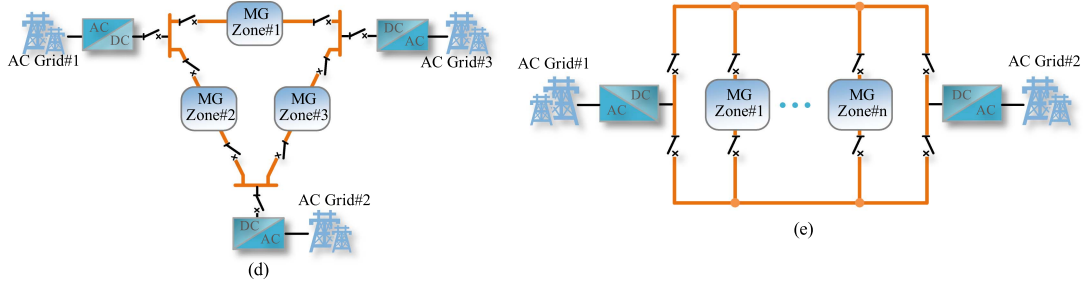 MG
Zone#1
AC
DC
DC
AC
AC Grid#1
AC Grid#3
MG
Zone#2
MG
Zone#3
AC Grid#2
DC
AC
(d)
AC Grid#1
AC Grid#2
DC
AC
MG
Zone#1
MG
Zone#n
DC
AC
(e)